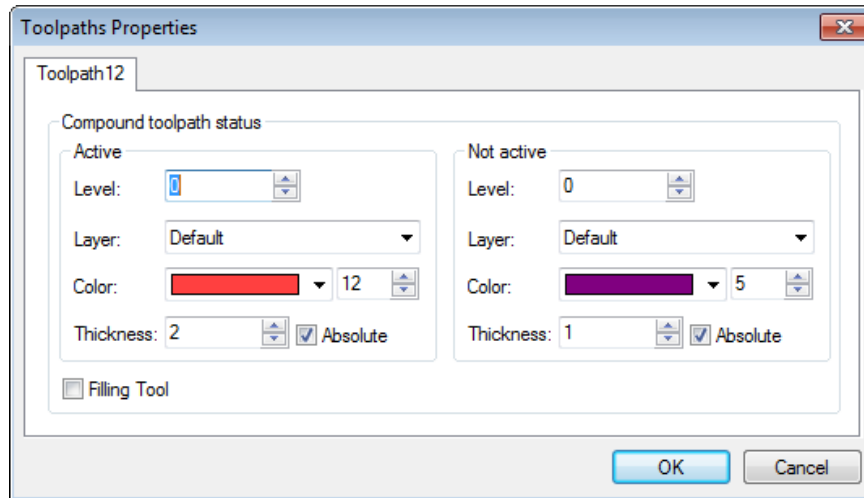 Toolpaths Properties
Toolpath12
Compound toolpath status
Active
Level: 0
Layer: Default
Color: 12
Thickness: 2 Absolute
Not active
Level: 0
Layer: Default
Color: 5
Thickness: 1 Absolute
Filling Tool
OK Cancel